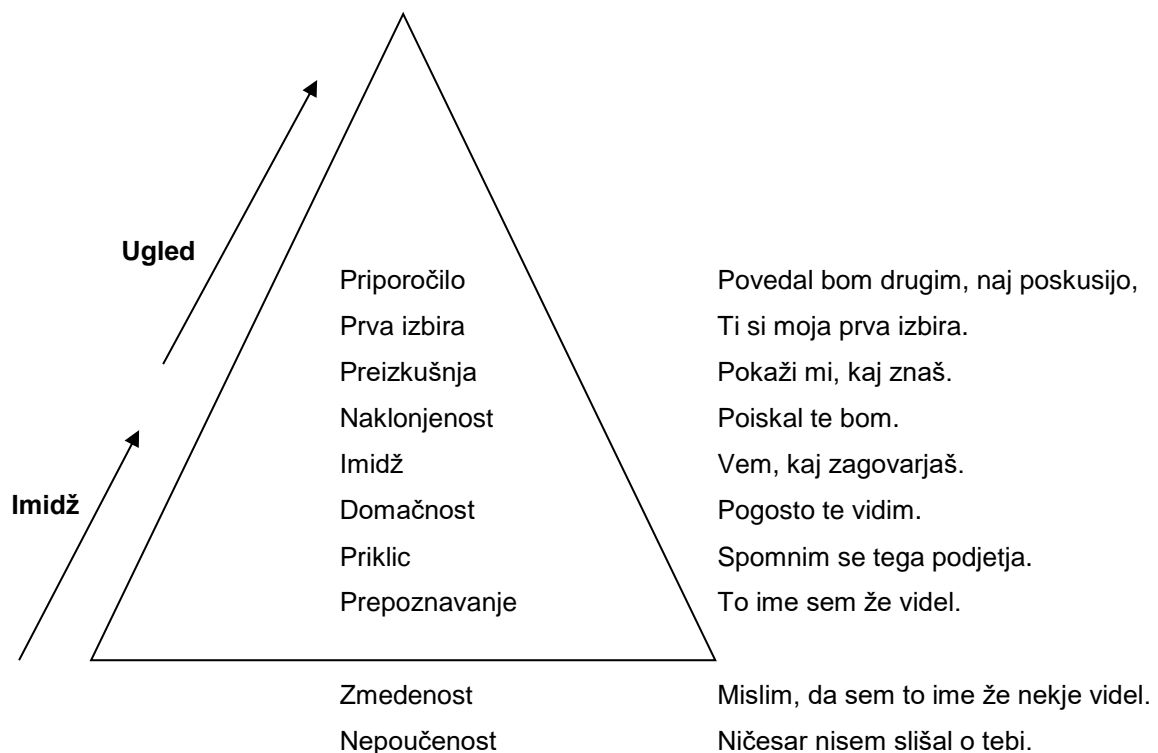 Ugled
Priporočilo Povedal bom drugim, naj poskusijo,
Prva izbira Ti si moja prva izbira.
Preizkušnja Pokaži mi, kaj znaš.
Naklonjenost Poiskal te bom.
Imidž Vem, kaj zagovarjaš.
Imidž
Domačnost Pogosto te vidim.
Priklic Spomnim se tega podjetja.
Prepoznavanje To ime sem že videl.
Zmedenost Mislim, da sem to ime že nekje videl.
Nepoučenost Ničesar nisem slišal o tebi.